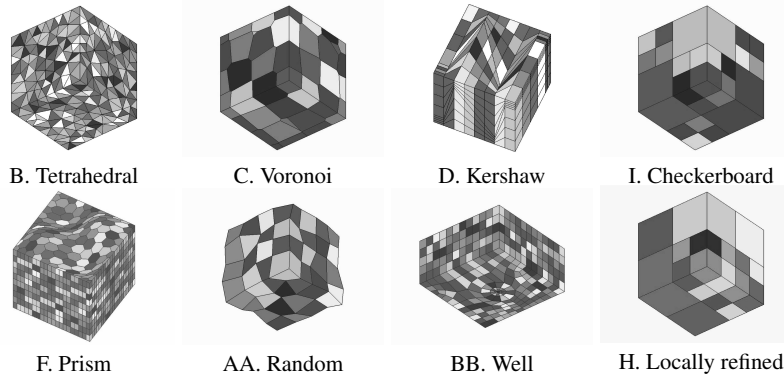 B. Tetrahedral C. Voronoi D. Kershaw I. Checkerboard
F. Prism AA. Random BB. Well H. Locally refined